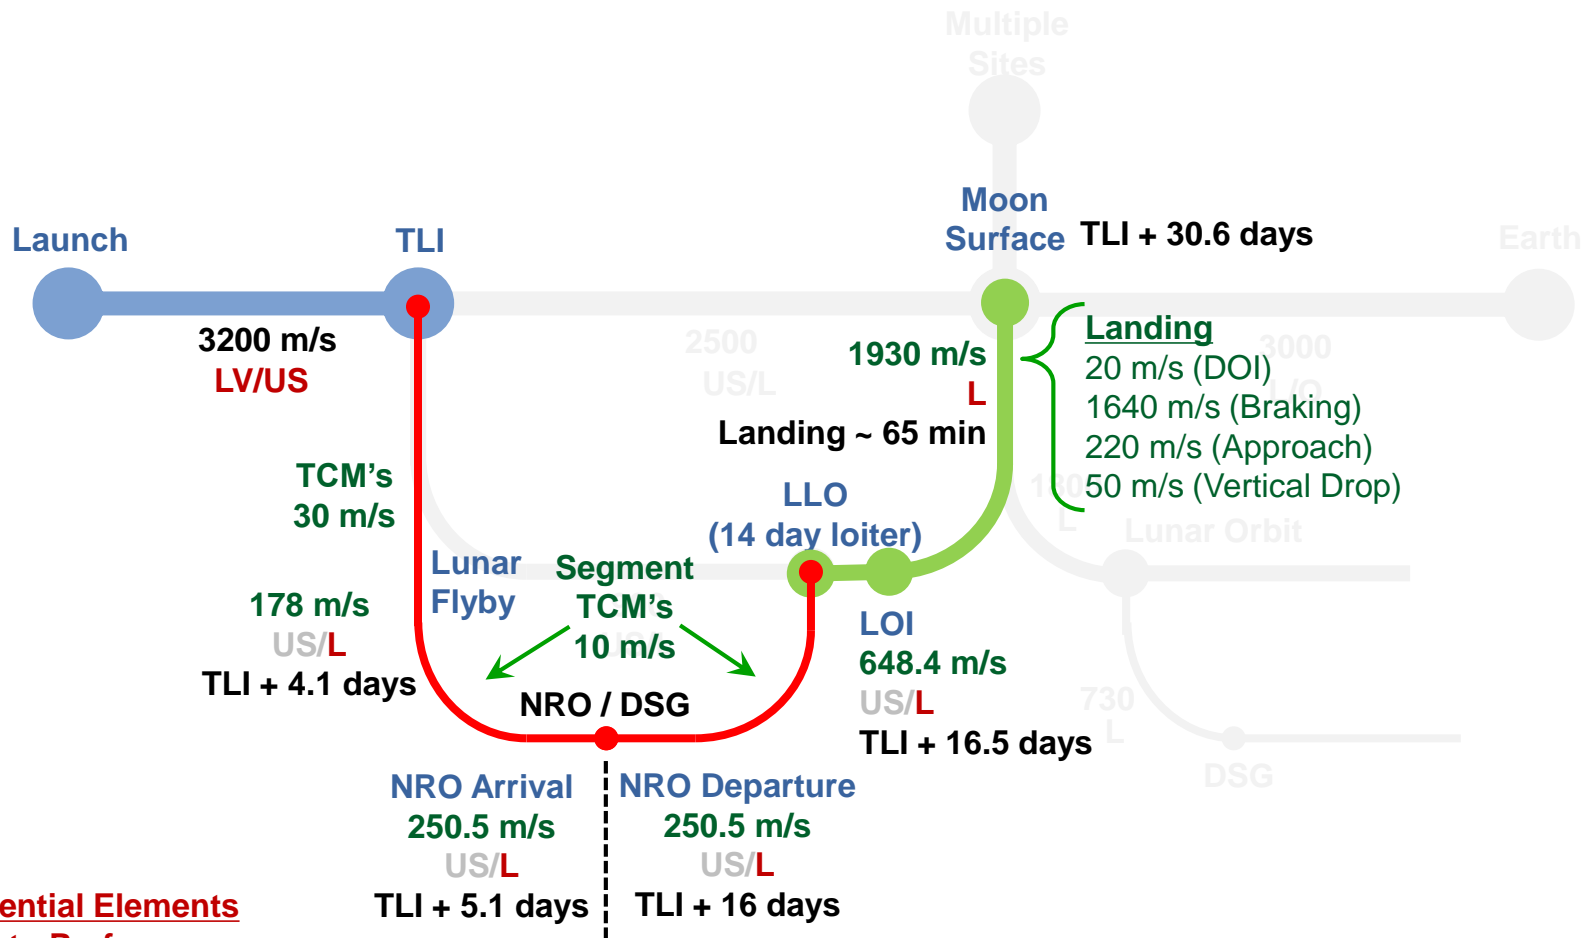 Multiple
Sites
Moon
Surface
TLI + 30.6 days
Launch
TLI
Earth
3200 m/s
LV/US
2500
US/L
1930 m/s
L
Landing ~ 65 min
Landing
20 m/s (DOI)
1640 m/s (Braking)
220 m/s (Approach)
50 m/s (Vertical Drop)
3000
TCM's
30 m/s
LLO
(14 day loiter)
L
Lunar Orbit
Lunar
Flyby
Segment
TCM's
10 m/s
178 m/s
US/L
TLI + 4.1 days
LOI
648.4 m/s
US/L
TLI + 16.5 days
NRO / DSG
730
L
DSG
NRO Arrival
250.5 m/s
US/L
TLI + 5.1 days
NRO Departure
250.5 m/s
US/L
TLI + 16 days
ential Elements